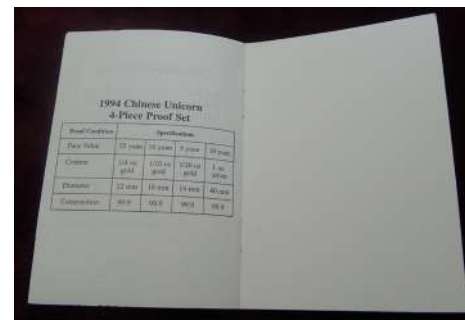 1994 Chinese Unicorn
4-Piece Proof Set
Proof Condition Specifications
Face Value 25 yuan 10 yuan 5 yuan 10 yuan
Content 1/4 oz gold 1/10 oz gold 1/20 oz gold 1 oz silver
Diameter 22 mm 18 mm 14 mm 40 mm
Composition 99.9 99.9 99.9 99.9